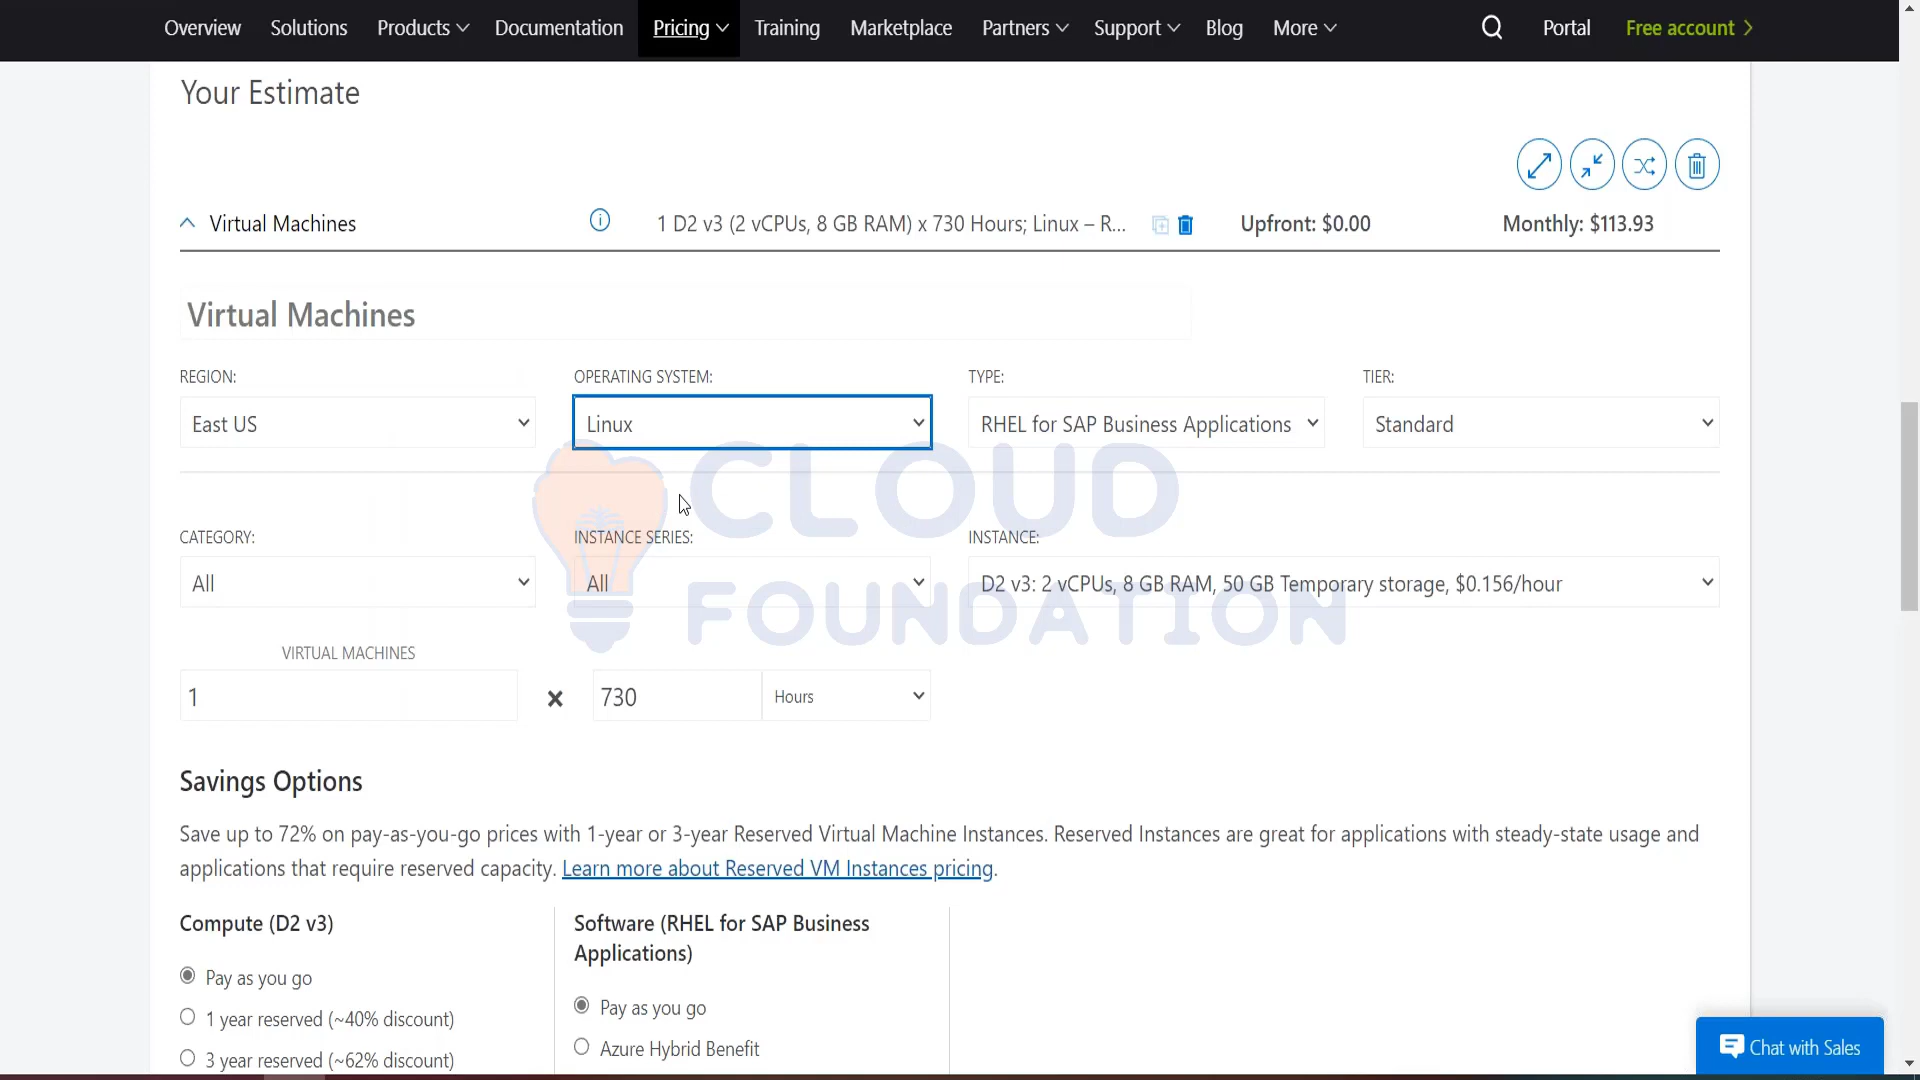 Overview Solutions Products Documentation Pricing Training Marketplace Partners Support Blog More Portal Free account
Your Estimate
Virtual Machines 1 D2 v3 (2 vCPUs, 8 GB RAM) x 730 Hours; Linux – R... Upfront: $0.00 Monthly: $113.93
Virtual Machines
REGION: OPERATING SYSTEM: TYPE: TIER:
East US Linux RHEL for SAP Business Applications Standard
CLOUD
CATEGORY: INSTANCE SERIES: INSTANCE:
All All D2 v3: 2 vCPUs, 8 GB RAM, 50 GB Temporary storage, $0.156/hour
FOUNDATION
VIRTUAL MACHINES
1 730 Hours
Savings Options
Save up to 72% on pay-as-you-go prices with 1-year or 3-year Reserved Virtual Machine Instances. Reserved Instances are great for applications with steady-state usage and
applications that require reserved capacity. Learn more about Reserved VM Instances pricing.
Compute (D2 v3)
Pay as you go
1 year reserved (~40% discount)
3 year reserved (~62% discount)
Software (RHEL for SAP Business
Applications)
Pay as you go
Azure Hybrid Benefit
Chat with Sales